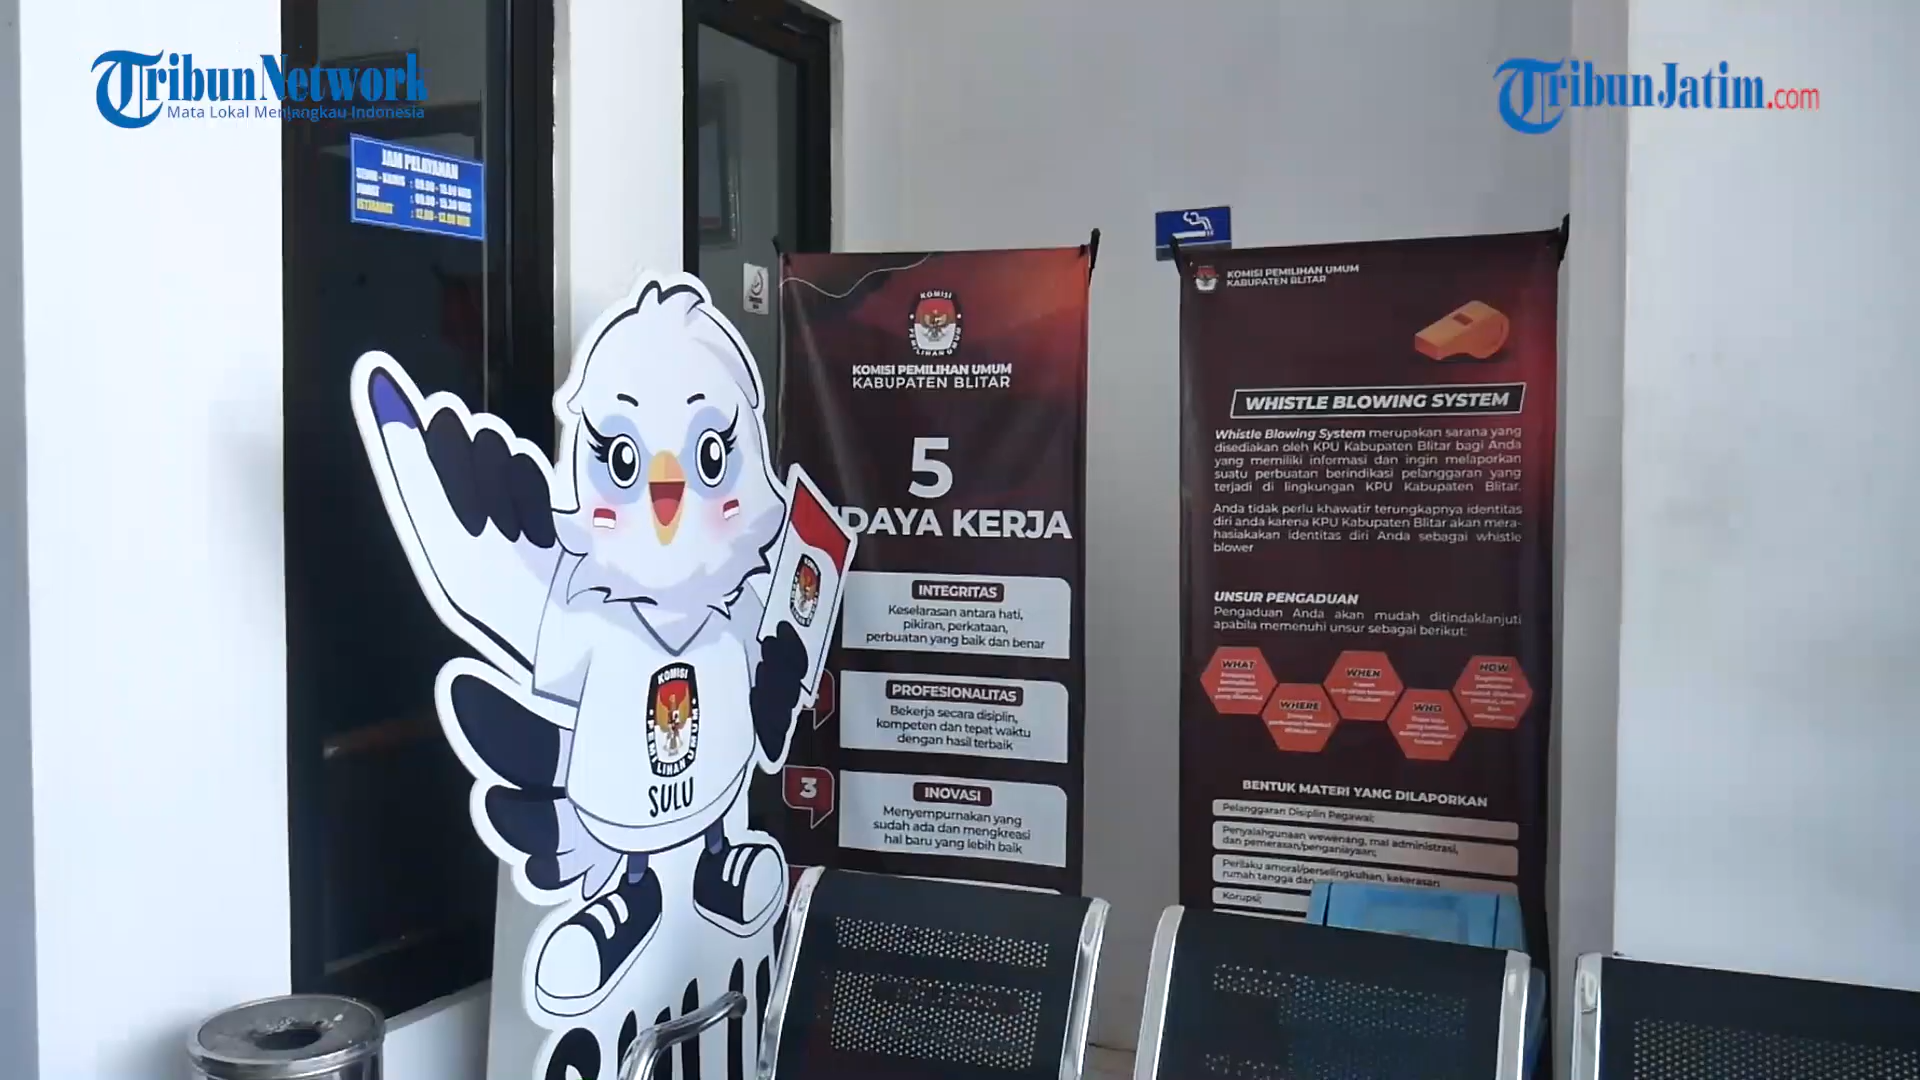 TribunNetwork
Mata Lokal Menjangkau Indonesia
TribunJatim.com
JAM PELAYANAN
SENIN - KAMIS
JUMAT
ISTIRAHAT
KOMISI
PEMILIHAN UMUM
KOMISI PEMILIHAN UMUM
KABUPATEN BLITAR
5
DAYA KERJA
INTEGRITAS
Keselarasan antara hati,
pikiran, perkataan,
perbuatan yang baik dan benar
PROFESIONALITAS
Bekerja secara disiplin,
kompeten dan tepat waktu
dengan hasil terbaik
3
INOVASI
Menyempurnakan yang
sudah ada dan mengkreasi
hal baru yang lebih baik
KOMISI
PEMILIHAN UMUM
SULU
KOMISI PEMILIHAN UMUM
KABUPATEN BLITAR
WHISTLE BLOWING SYSTEM
Whistle Blowing System merupakan sarana yang
disediakan oleh KPU Kabupaten Blitar bagi Anda
yang memiliki informasi dan ingin melaporkan
suatu perbuatan berindikasi pelanggaran yang
terjadi di lingkungan KPU Kabupaten Blitar.
Anda tidak perlu khawatir terungkapnya identitas
diri anda karena KPU Kabupaten Blitar akan mera-
hasiakakan identitas diri Anda sebagai whistle
blower
UNSUR PENGADUAN
Pengaduan Anda akan mudah ditindaklanjuti
apabila memenuhi unsur sebagai berikut:
WHAT
WHERE
WHEN
WHO
HOW
BENTUK MATERI YANG DILAPORKAN
Pelanggaran Disiplin Pegawai;
Penyalahgunaan wewenang, mal administrasi,
dan pemerasan/penganiayaan;
Perilaku amoral/perselingkuhan, kekerasan
rumah tangga dan
Korupsi;